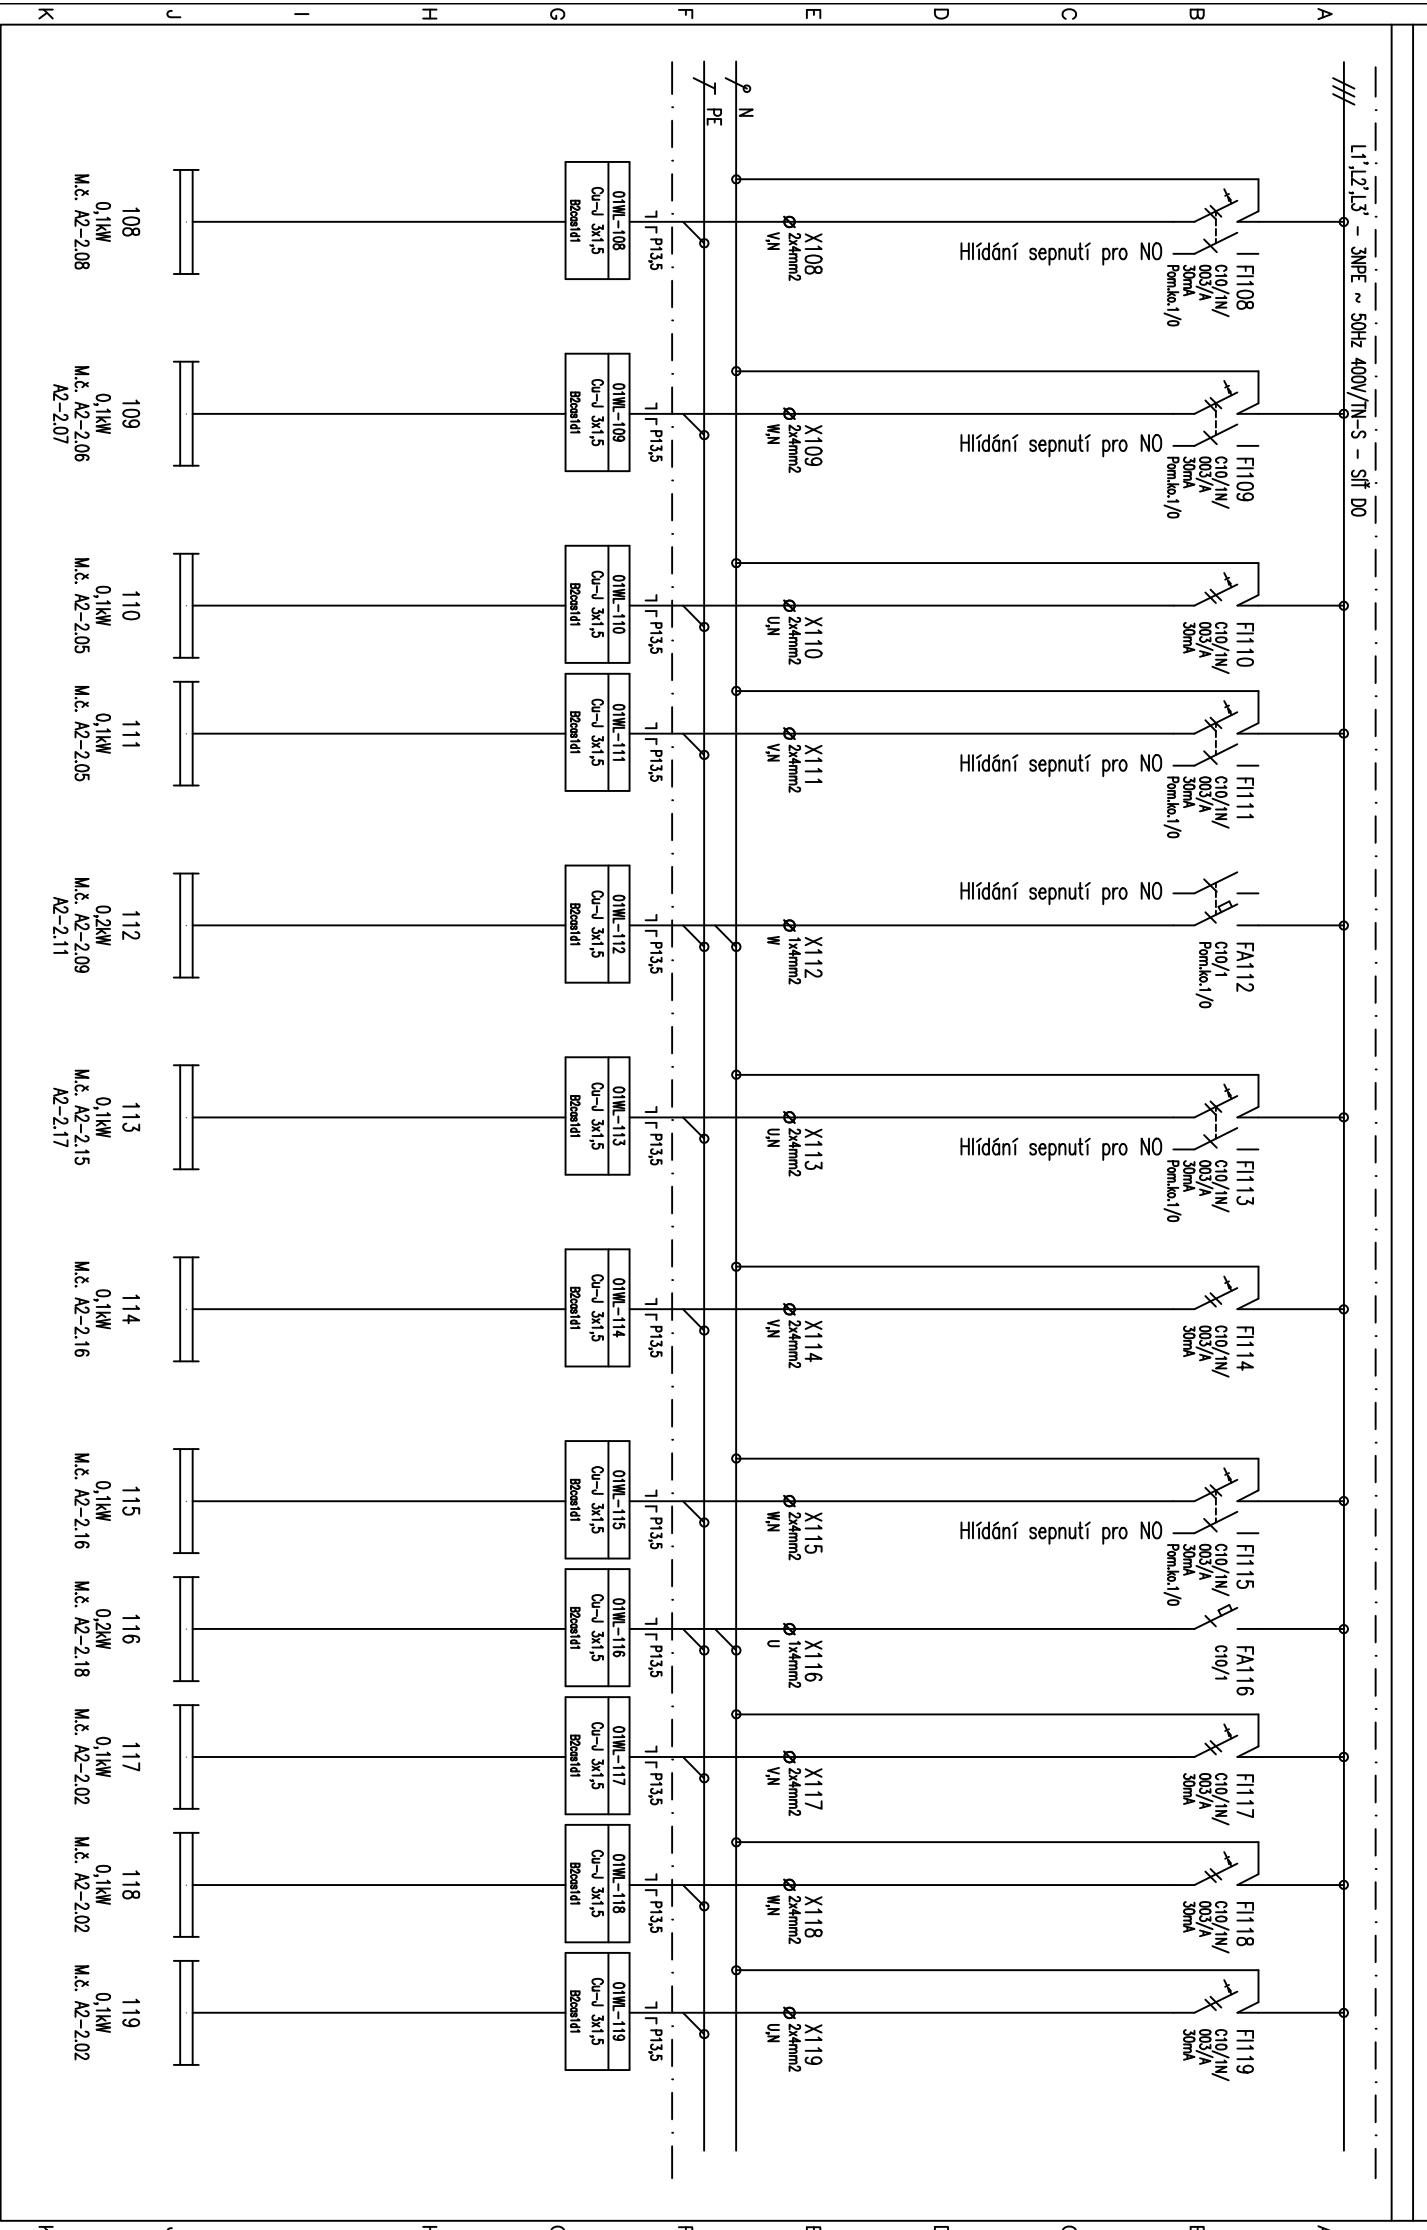 A
B
C
D
E
F
G
H
I
J
K
L1',L2',L3' – 3NPE ~ 50Hz 400V/TN–S – SÍŤ DO
N
PE
FI108
C10/1N/
003/A
30mA
Pom.ko.1/0
Hlídání sepnutí pro NO
X108
2x4mm2
V,N
P13,5
01WL–108
Cu–J 3x1,5
B2cas1d1
108
0,1kW
M.č. A2–2.08
FI109
C10/1N/
003/A
30mA
Pom.ko.1/0
Hlídání sepnutí pro NO
X109
2x4mm2
W,N
P13,5
01WL–109
Cu–J 3x1,5
B2cas1d1
109
0,1kW
M.č. A2–2.06
A2–2.07
FI110
C10/1N/
003/A
30mA
X110
2x4mm2
U,N
P13,5
01WL–110
Cu–J 3x1,5
B2cas1d1
110
0,1kW
M.č. A2–2.05
FI111
C10/1N/
003/A
30mA
Pom.ko.1/0
Hlídání sepnutí pro NO
X111
2x4mm2
V,N
P13,5
01WL–111
Cu–J 3x1,5
B2cas1d1
111
0,1kW
M.č. A2–2.05
FA112
C10/1
Pom.ko.1/0
Hlídání sepnutí pro NO
X112
1x4mm2
W
P13,5
01WL–112
Cu–J 3x1,5
B2cas1d1
112
0,2kW
M.č. A2–2.09
A2–2.11
FI113
C10/1N/
003/A
30mA
Pom.ko.1/0
Hlídání sepnutí pro NO
X113
2x4mm2
U,N
P13,5
01WL–113
Cu–J 3x1,5
B2cas1d1
113
0,1kW
M.č. A2–2.15
A2–2.17
FI114
C10/1N/
003/A
30mA
X114
2x4mm2
V,N
P13,5
01WL–114
Cu–J 3x1,5
B2cas1d1
114
0,1kW
M.č. A2–2.16
FI115
C10/1N/
003/A
30mA
Pom.ko.1/0
Hlídání sepnutí pro NO
X115
2x4mm2
W,N
P13,5
01WL–115
Cu–J 3x1,5
B2cas1d1
115
0,1kW
M.č. A2–2.16
FA116
C10/1
X116
1x4mm2
U
P13,5
01WL–116
Cu–J 3x1,5
B2cas1d1
116
0,2kW
M.č. A2–2.18
FI117
C10/1N/
003/A
30mA
X117
2x4mm2
V,N
P13,5
01WL–117
Cu–J 3x1,5
B2cas1d1
117
0,1kW
M.č. A2–2.02
FI118
C10/1N/
003/A
30mA
X118
2x4mm2
W,N
P13,5
01WL–118
Cu–J 3x1,5
B2cas1d1
118
0,1kW
M.č. A2–2.02
FI119
C10/1N/
003/A
30mA
X119
2x4mm2
U,N
P13,5
01WL–119
Cu–J 3x1,5
B2cas1d1
119
0,1kW
M.č. A2–2.02